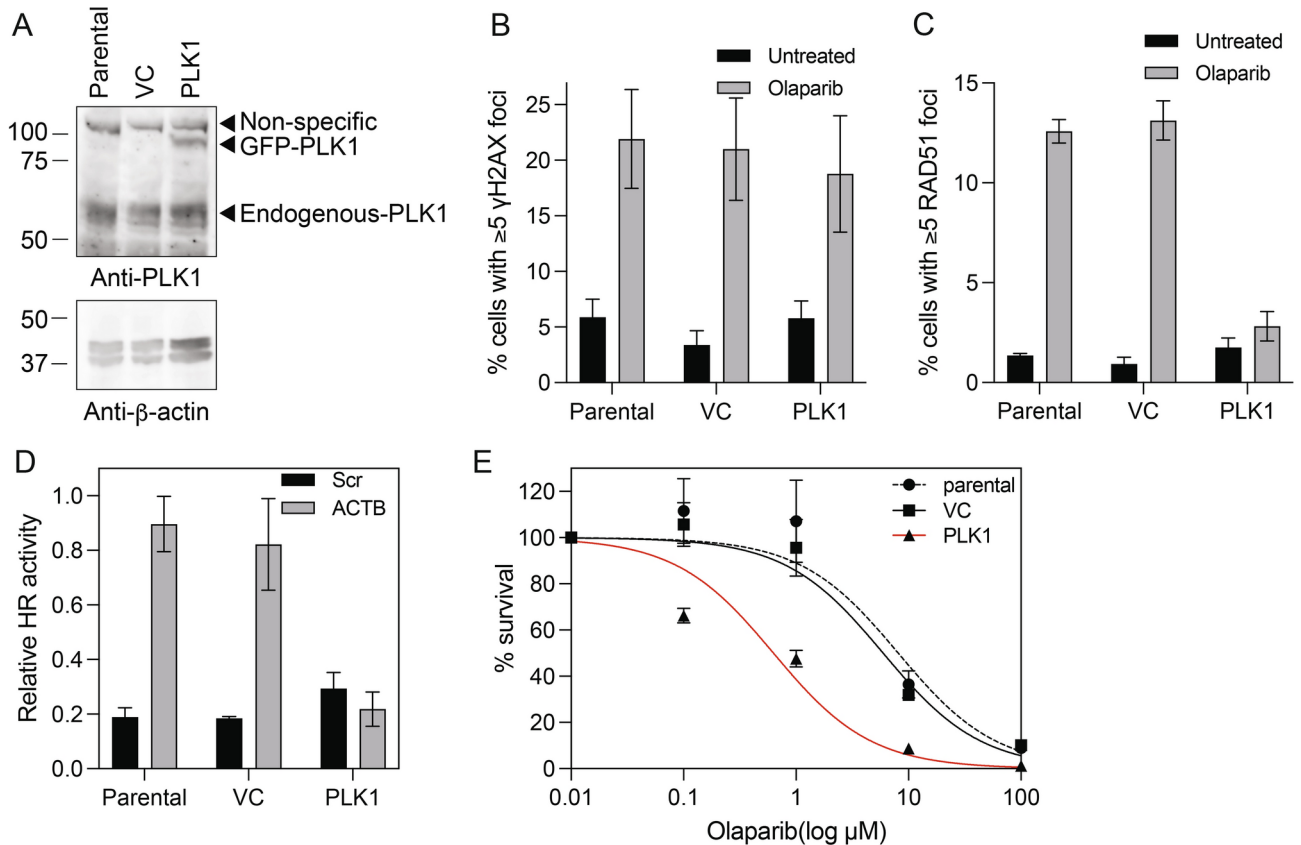 A
Parental
VC
PLK1
100
75
50
Non-specific
GFP-PLK1
Endogenous-PLK1
Anti-PLK1
50
37
Anti-β-actin
B
Untreated
Olaparib
% cells with ≥5 γH2AX foci
25
20
15
10
5
0
Parental
VC
PLK1
C
Untreated
Olaparib
% cells with ≥5 RAD51 foci
15
10
5
0
Parental
VC
PLK1
D
Scr
ACTB
Relative HR activity
1.0
0.8
0.6
0.4
0.2
0.0
Parental
VC
PLK1
E
parental
VC
PLK1
% survival
120
100
80
60
40
20
0
0.01
0.1
1
10
100
Olaparib(log μM)